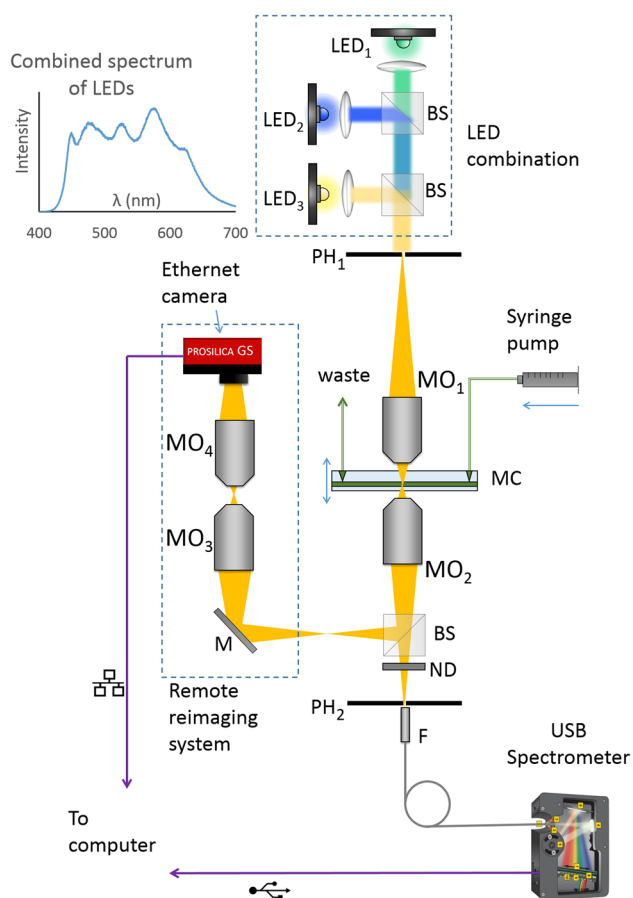 Combined spectrum
of LEDs
Intensity
λ (nm)
400 500 600 700
LED1
LED2
LED3
BS
BS
LED
combination
PH1
Ethernet
camera
PROSILICA GS
Syringe
pump
waste
MO1
MO4
MC
MO3
MO2
M
BS
ND
Remote
reimaging
system
PH2
F
USB
Spectrometer
To
computer